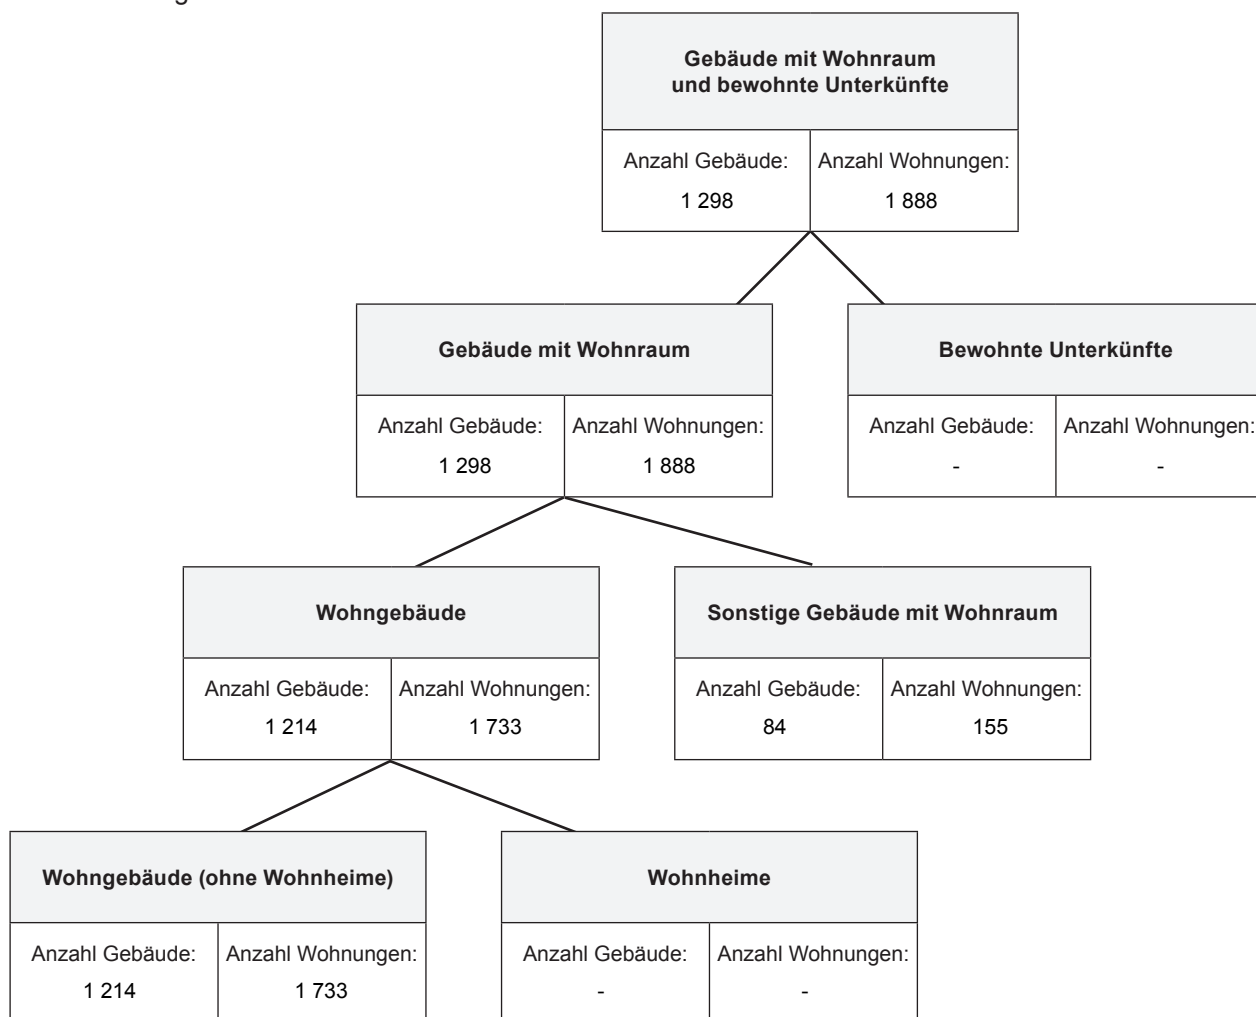 Gebäude mit Wohnraum
und bewohnte Unterkünfte
Anzahl Gebäude: Anzahl Wohnungen:
1 298 1 888
Gebäude mit Wohnraum Bewohnte Unterkünfte
Anzahl Gebäude: Anzahl Wohnungen: Anzahl Gebäude: Anzahl Wohnungen:
1 298 1 888 - -
Wohngebäude Sonstige Gebäude mit Wohnraum
Anzahl Gebäude: Anzahl Wohnungen: Anzahl Gebäude: Anzahl Wohnungen:
1 214 1 733 84 155
Wohngebäude (ohne Wohnheime) Wohnheime
Anzahl Gebäude: Anzahl Wohnungen: Anzahl Gebäude: Anzahl Wohnungen:
1 214 1 733 - -